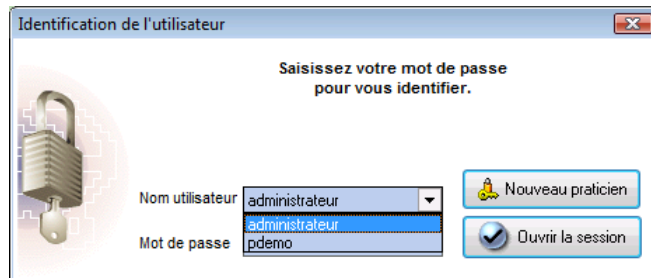 Identification de l'utilisateur
Saisissez votre mot de passe
pour vous identifier.
Nom utilisateur administrateur
Nouveau praticien
administrateur
Mot de passe pdemo
Ouvrir la session